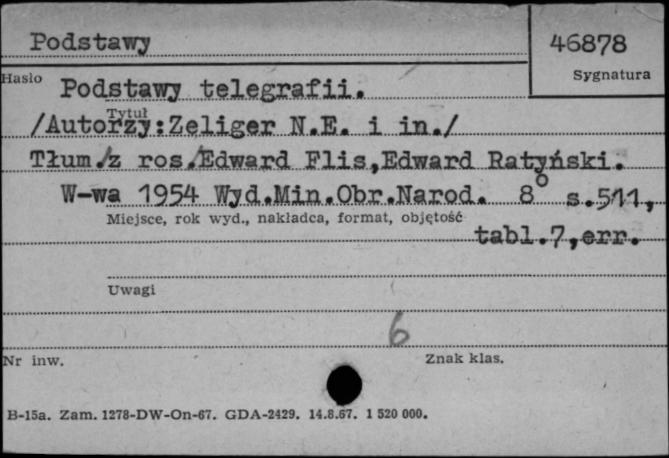 Podstawy
46878
Hasło
Sygnatura
Podstawy telegrafii.
Tytuł
/Autorzy:Zeliger N.E. i in./
Tłum./z ros./Edward Flis,Edward Ratyński.
W-wa 1954 Wyd.Min.Obr.Narod. 8° s.511,
Miejsce, rok wyd., nakładca, format, objętość
tabl.7,err.
Uwagi
6
Nr inw.
Znak klas.
B-15a. Zam. 1278-DW-On-67. GDA-2429. 14.8.67. 1 520 000.